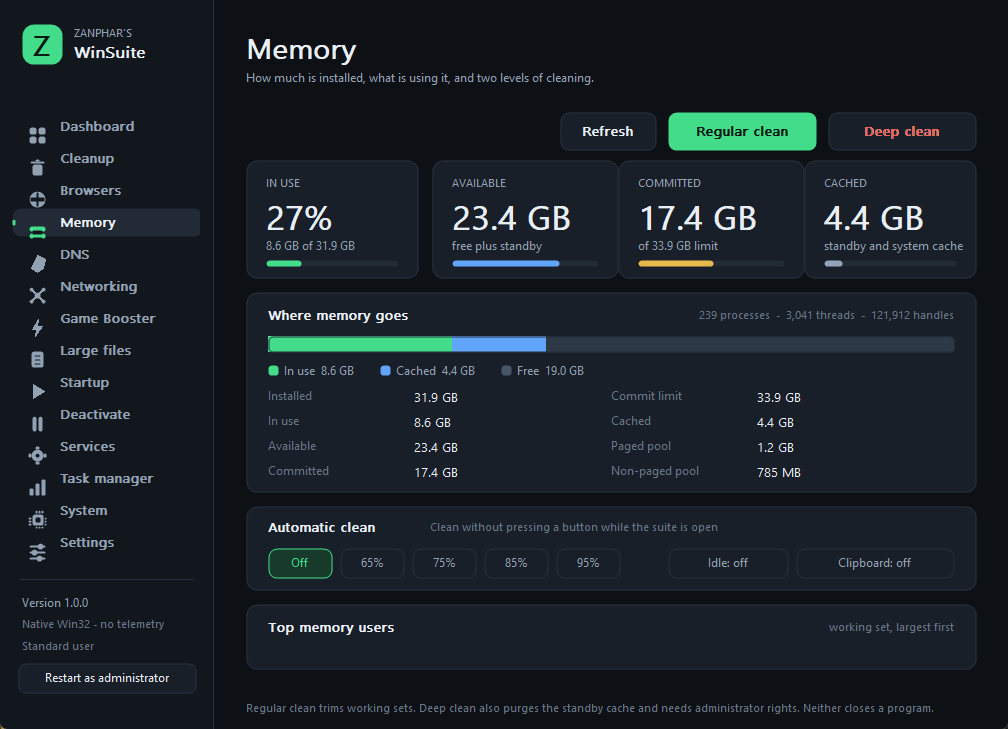 Z
ZANPHAR'S
WinSuite
Dashboard
Cleanup
Browsers
Memory
DNS
Networking
Game Booster
Large files
Startup
Deactivate
Services
Task manager
System
Settings
Version 1.0.0
Native Win32 - no telemetry
Standard user
Restart as administrator
Memory
How much is installed, what is using it, and two levels of cleaning.
Refresh
Regular clean
Deep clean
IN USE
27%
8.6 GB of 31.9 GB
AVAILABLE
23.4 GB
free plus standby
COMMITTED
17.4 GB
of 33.9 GB limit
CACHED
4.4 GB
standby and system cache
Where memory goes
239 processes - 3,041 threads - 121,912 handles
In use 8.6 GB
Cached 4.4 GB
Free 19.0 GB
Installed 31.9 GB
Commit limit 33.9 GB
In use 8.6 GB
Cached 4.4 GB
Available 23.4 GB
Paged pool 1.2 GB
Committed 17.4 GB
Non-paged pool 785 MB
Automatic clean
Clean without pressing a button while the suite is open
Off
65%
75%
85%
95%
Idle: off
Clipboard: off
Top memory users
working set, largest first
Regular clean trims working sets. Deep clean also purges the standby cache and needs administrator rights. Neither closes a program.